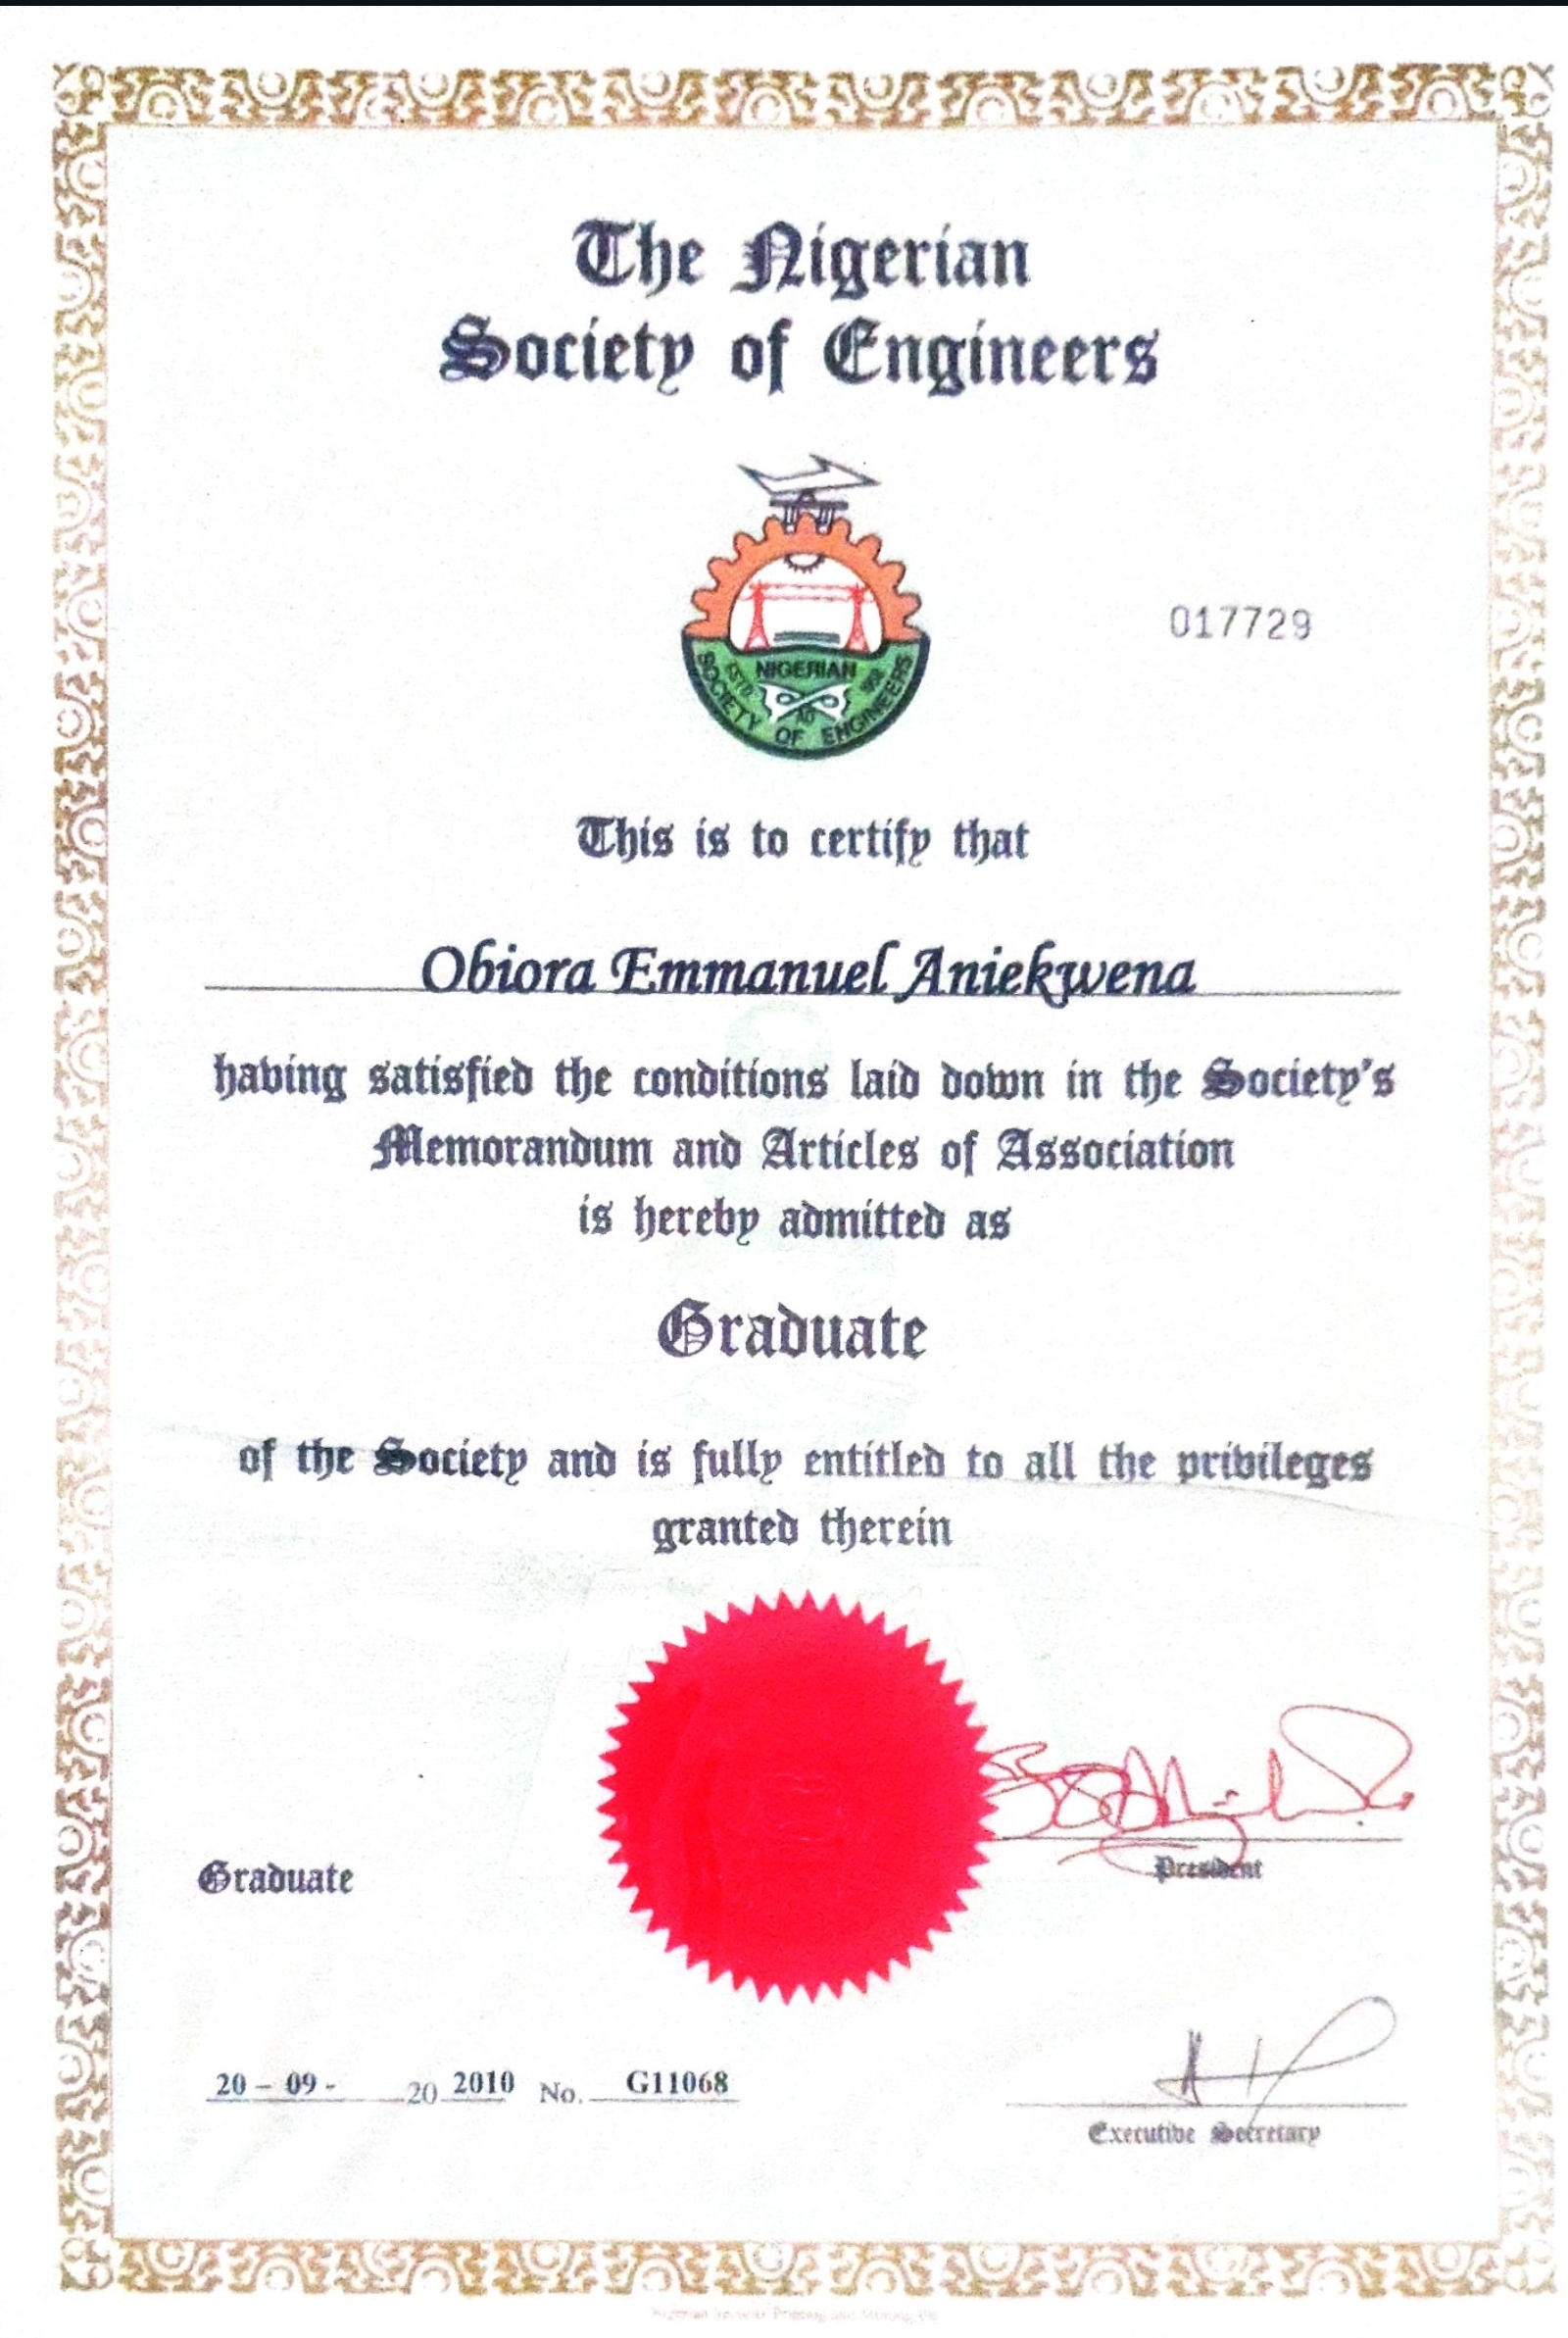 The Nigerian
Society of Engineers
017729
NIGERIAN
ESTD
AD
SOCIETY OF ENGINEERS
This is to certify that
Obiora Emmanuel Aniekwena
having satisfied the conditions laid down in the Society's
Memorandum and Articles of Association
is hereby admitted as
Graduate
of the Society and is fully entitled to all the privileges
granted therein
President
Graduate
20 - 09 - 20 2010 No. G11068
Executive Secretary